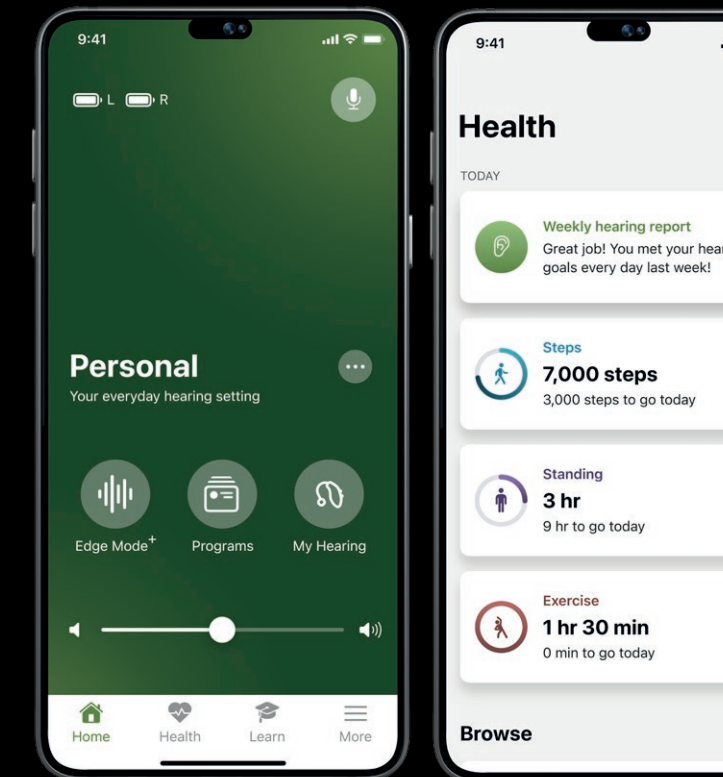 9:41
L R
Personal
Your everyday hearing setting
Edge Mode+
Programs
My Hearing
Home
Health
Learn
More
9:41
Health
TODAY
Weekly hearing report
Great job! You met your hear
goals every day last week!
Steps
7,000 steps
3,000 steps to go today
Standing
3 hr
9 hr to go today
Exercise
1 hr 30 min
0 min to go today
Browse